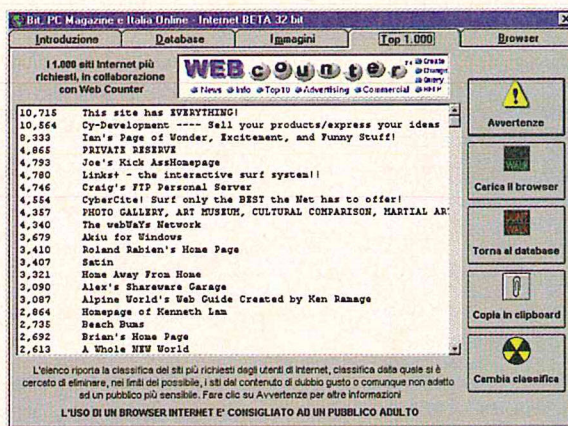 Bit, PC Magazine e Italia Online - Internet BETA 32 bit
Introduzione
Database
Immagini
Top 1.000
Browser
I 1.000 siti Internet più
richiesti, in collaborazione
con Web Counter
WEB counter
Create
Change
Query
HELP
News Info Top10 Advertising Commercial
10,715 This site has EVERYTHING!
10,564 Cy-Development ---- Sell your products/express your ideas
8,333 Ian's Page of Wonder, Excitement, and Funny Stuff!
4,865 PRIVATE RESERVE
4,793 Joe's Kick AssHomepage
4,780 Links+ - the interactive surf system!!
4,746 Craig's FTP Personal Server
4,554 CyberCite! Surf only the BEST the Net has to offer!
4,357 PHOTO GALLERY, ART MUSEUM, CULTURAL COMPARISON, MARTIAL AR
4,340 The webWaYs Network
3,679 Akiu for Windows
3,410 Roland Rabien's Home Page
3,407 Satin
3,321 Home Away From Home
3,090 Alex's Shareware Garage
3,087 Alpine World's Web Guide Created by Ken Ramage
2,864 Homepage of Kenneth Lam
2,735 Beach Bums
2,692 Brian's Home Page
2,613 A Whole NEW World
Avvertenze
WALK
Carica il browser
DONT WALK
Torna al database
Copia in clipboard
Cambia classifica
L'elenco riporta la classifica dei siti più richiesti dagli utenti di Internet, classifica dalla quale si è
cercato di eliminare, nei limiti del possibile, i siti dal contenuto di dubbio gusto o comunque non adatto
ad un pubblico più sensibile. Fare clic su Avvertenze per altre informazioni
L'USO DI UN BROWSER INTERNET E' CONSIGLIATO AD UN PUBBLICO ADULTO